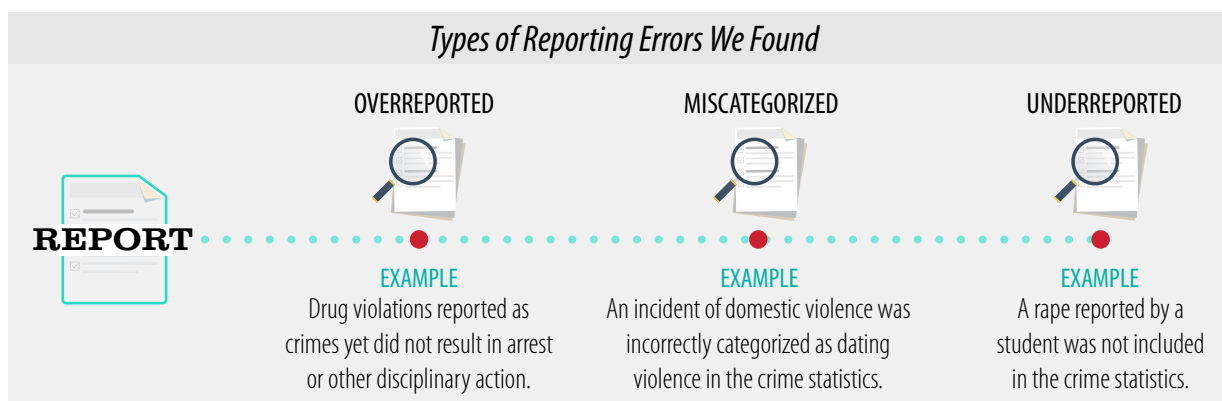 Types of Reporting Errors We Found
OVERREPORTED
MISCATEGORIZED
UNDERREPORTED
REPORT
EXAMPLE
Drug violations reported as
crimes yet did not result in arrest
or other disciplinary action.
EXAMPLE
An incident of domestic violence was
incorrectly categorized as dating
violence in the crime statistics.
EXAMPLE
A rape reported by a
student was not included
in the crime statistics.